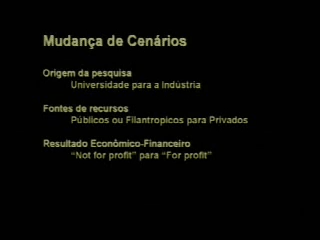 Mudança de Cenários
Origem da pesquisa
Universidade para a Indústria
Fontes de recursos
Públicos ou Filantropicos para Privados
Resultado Econômico-Financeiro
“Not for profit” para “For profit”